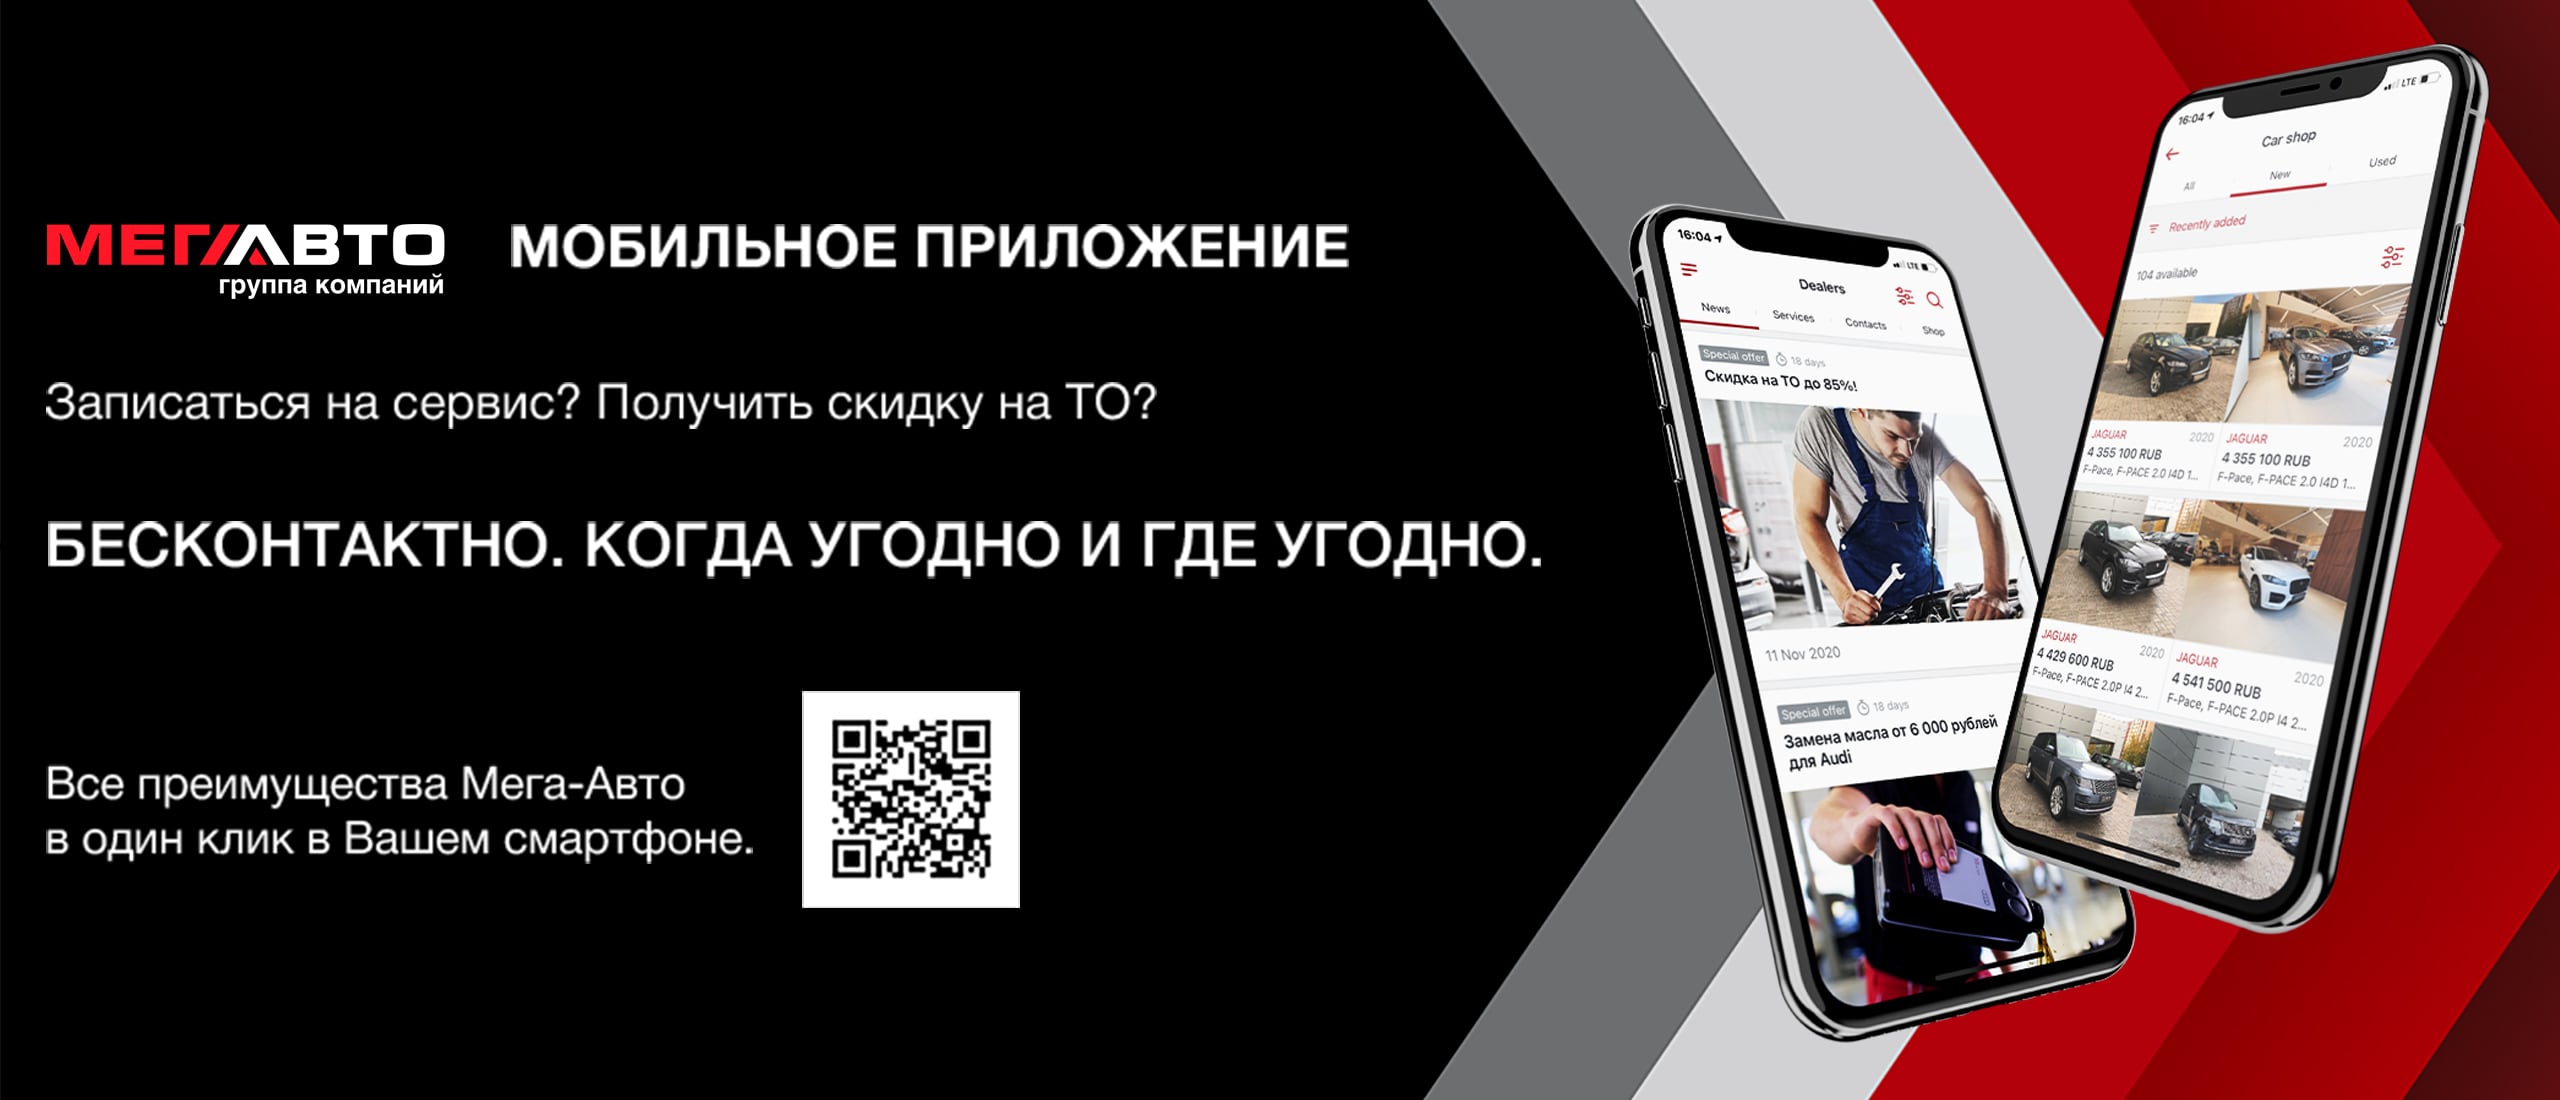 МЕГААВТО
группа компаний
МОБИЛЬНОЕ ПРИЛОЖЕНИЕ
Записаться на сервис? Получить скидку на ТО?
БЕСКОНТАКТНО. КОГДА УГОДНО И ГДЕ УГОДНО.
Все преимущества Мега-Авто
в один клик в Вашем смартфоне.
16:04
LTE
Dealers
News Services Contacts Shop
Special offer 18 days
Скидка на ТО до 85%!
11 Nov 2020
Special offer 18 days
Замена масла от 6 000 рублей
для Audi
16:04
LTE
Car shop
All New Used
Recently added
104 available
JAGUAR 2020
4 355 100 RUB
F-Pace, F-PACE 2.0 I4D 1...
JAGUAR 2020
4 355 100 RUB
F-Pace, F-PACE 2.0 I4D 1...
JAGUAR 2020
4 429 600 RUB
F-Pace, F-PACE 2.0P I4 2...
JAGUAR 2020
4 541 500 RUB
F-Pace, F-PACE 2.0P I4 2...